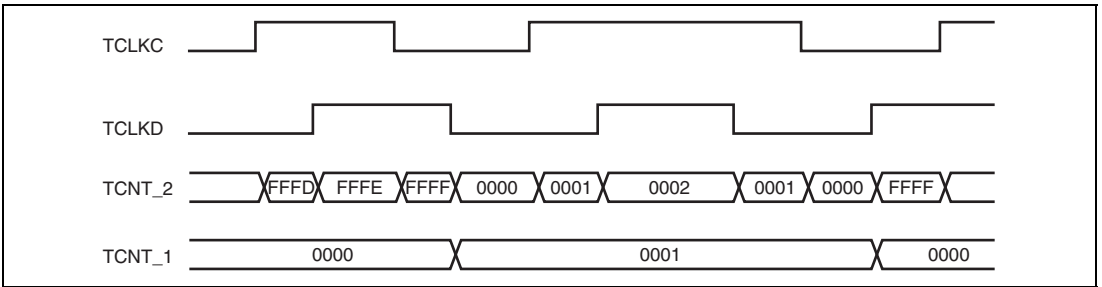 TCLKC
TCLKD
TCNT_2 FFFD FFFE FFFF 0000 0001 0002 0001 0000 FFFF
TCNT_1 0000 0001 0000